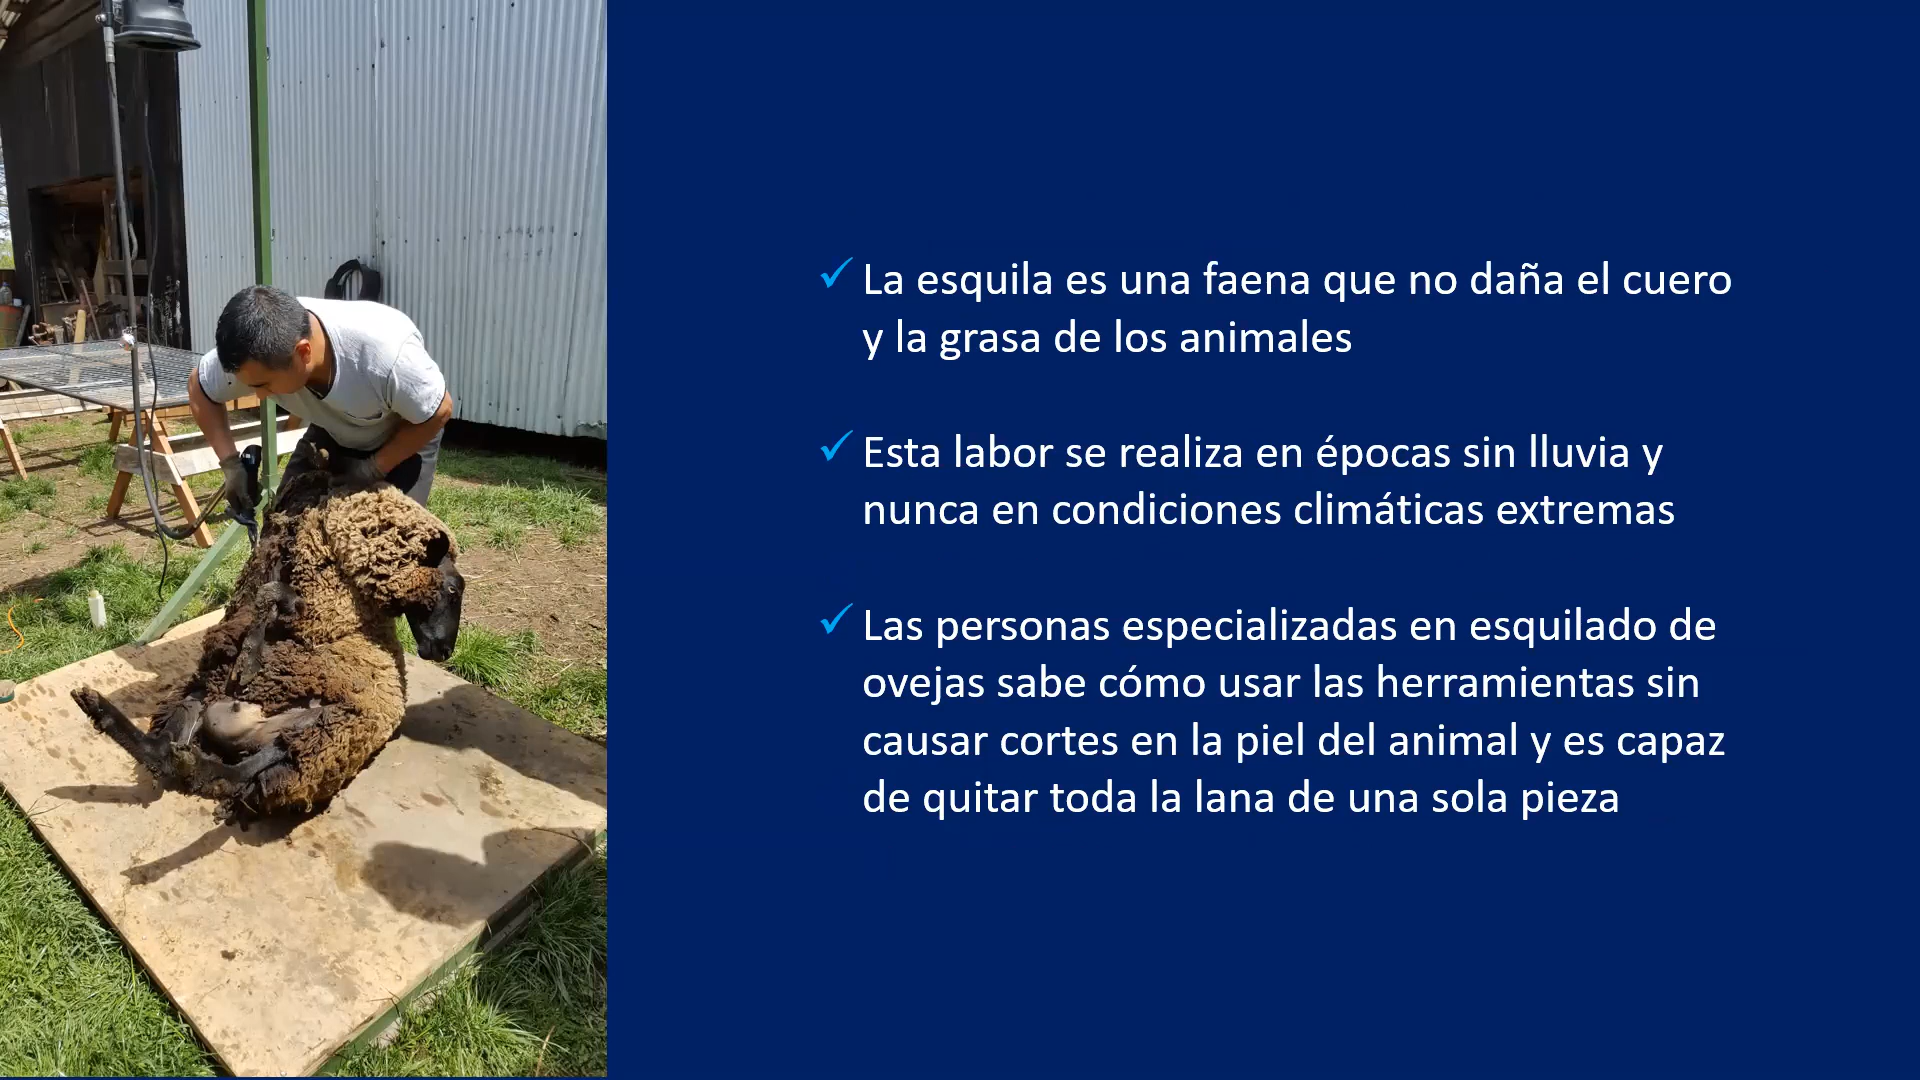 La esquila es una faena que no daña el cuero
y la grasa de los animales
Esta labor se realiza en épocas sin lluvia y
nunca en condiciones climáticas extremas
Las personas especializadas en esquilado de
ovejas sabe cómo usar las herramientas sin
causar cortes en la piel del animal y es capaz
de quitar toda la lana de una sola pieza